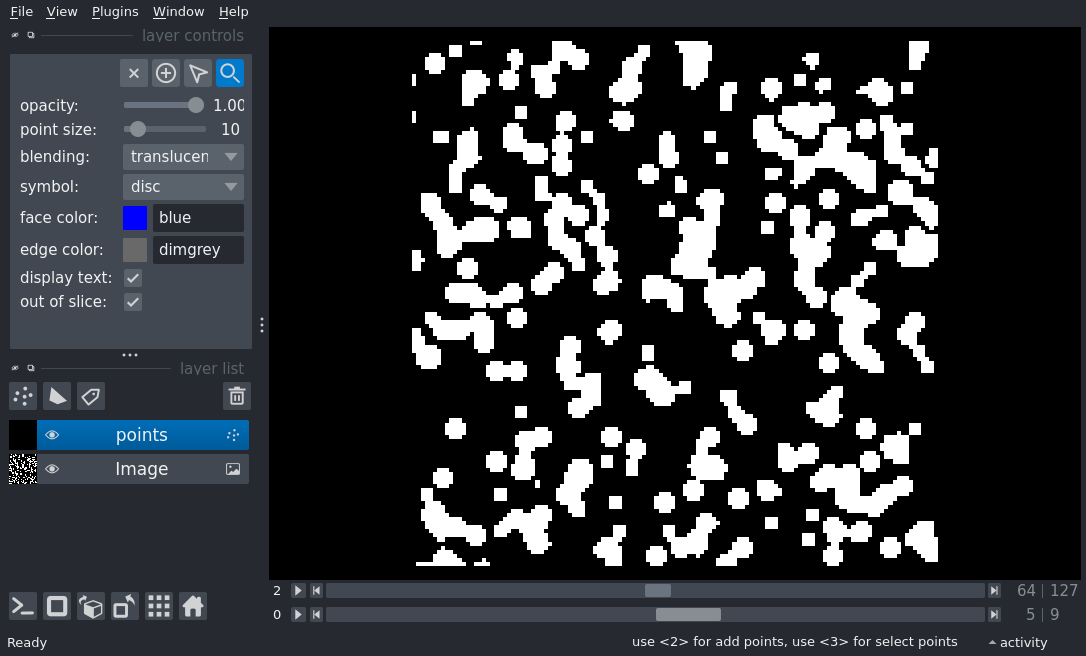 File View Plugins Window Help
layer controls
opacity: 1.00
point size: 10
blending: translucen
symbol: disc
face color: blue
edge color: dimgrey
display text:
out of slice:
layer list
points
Image
2 64 127
0 5 9
Ready use <2> for add points, use <3> for select points activity